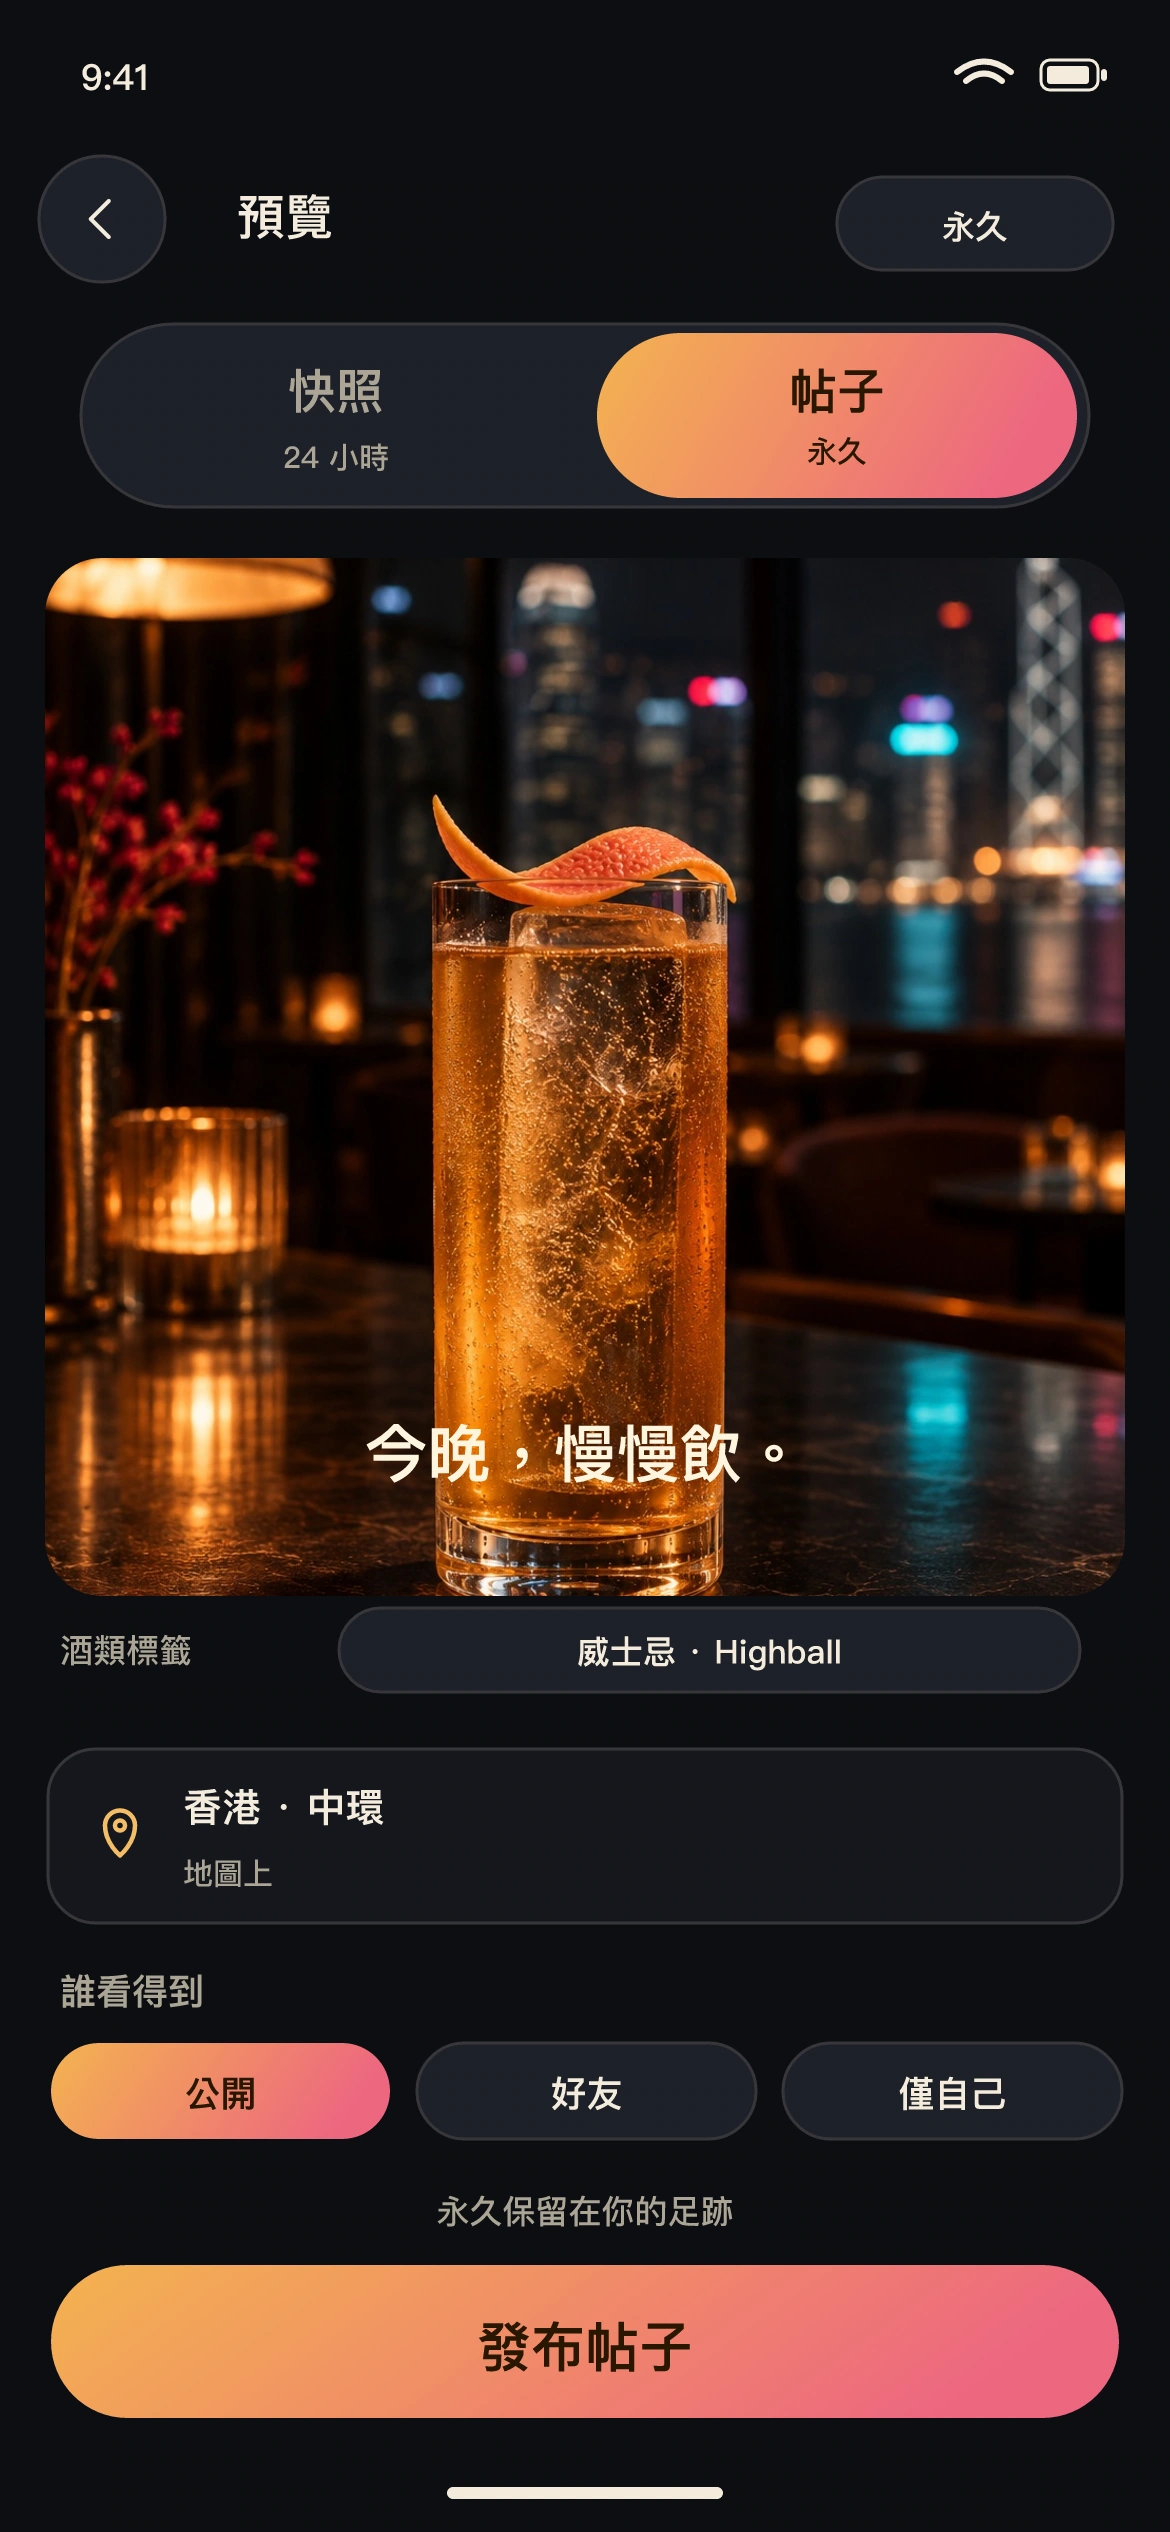 9:41
預覽
永久
快照
24 小時
帖子
永久
今晚，慢慢飲。
酒類標籤
威士忌 · Highball
香港 · 中環
地圖上
誰看得到
公開
好友
僅自己
永久保留在你的足跡
發布帖子